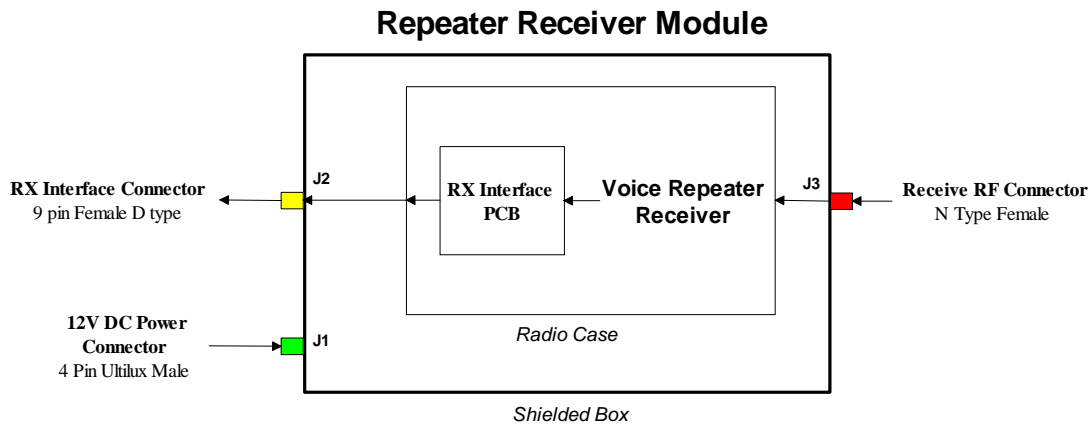 Repeater Receiver Module
RX Interface Connector
9 pin Female D type
J2
RX Interface
PCB
Voice Repeater
Receiver
J3
Receive RF Connector
N Type Female
12V DC Power
Connector
4 Pin Ultilux Male
J1
Radio Case
Shielded Box